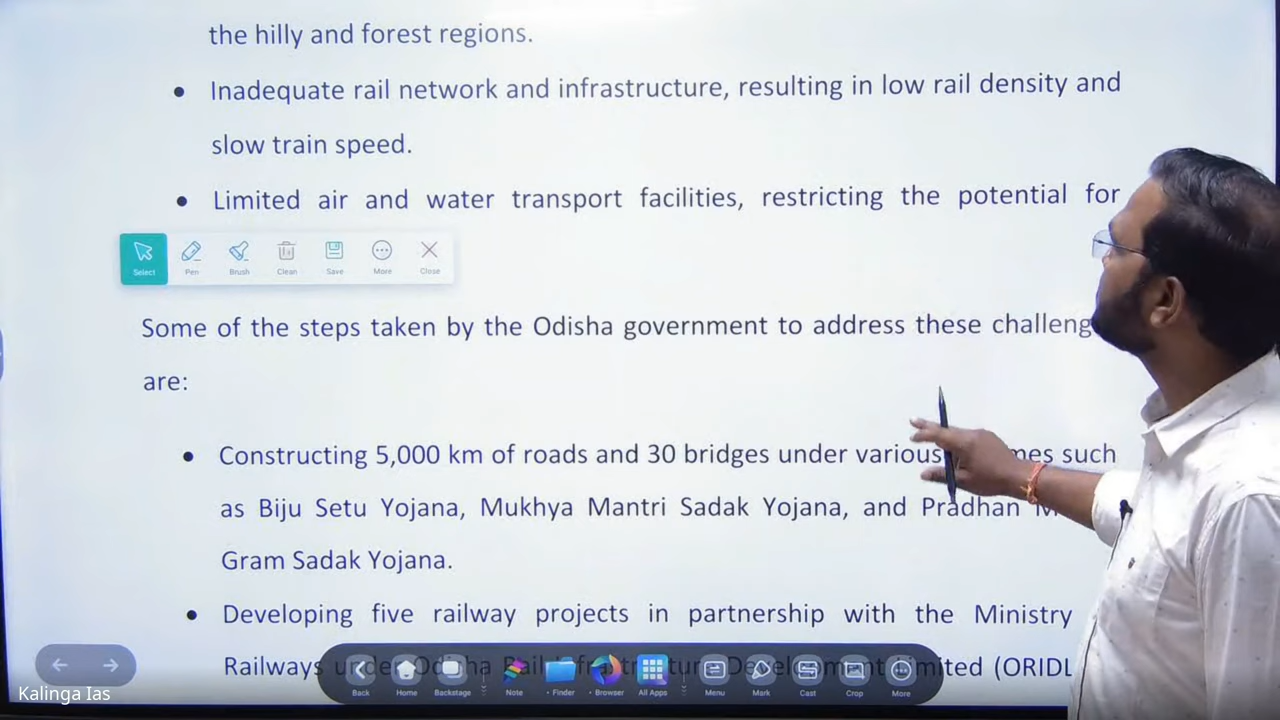 the hilly and forest regions.
• Inadequate rail network and infrastructure, resulting in low rail density and
slow train speed.
• Limited air and water transport facilities, restricting the potential for
Select Pen Brush Clean Save More Close
Some of the steps taken by the Odisha government to address these challeng
are:
• Constructing 5,000 km of roads and 30 bridges under various mes such
as Biju Setu Yojana, Mukhya Mantri Sadak Yojana, and Pradhan M
Gram Sadak Yojana.
• Developing five railway projects in partnership with the Ministry
Railways under Odisha Rail Infrastructure Development Limited (ORIDL
Back Home Backstage Note • Finder • Browser All Apps Menu Mark Cast Crop More
Kalinga Ias